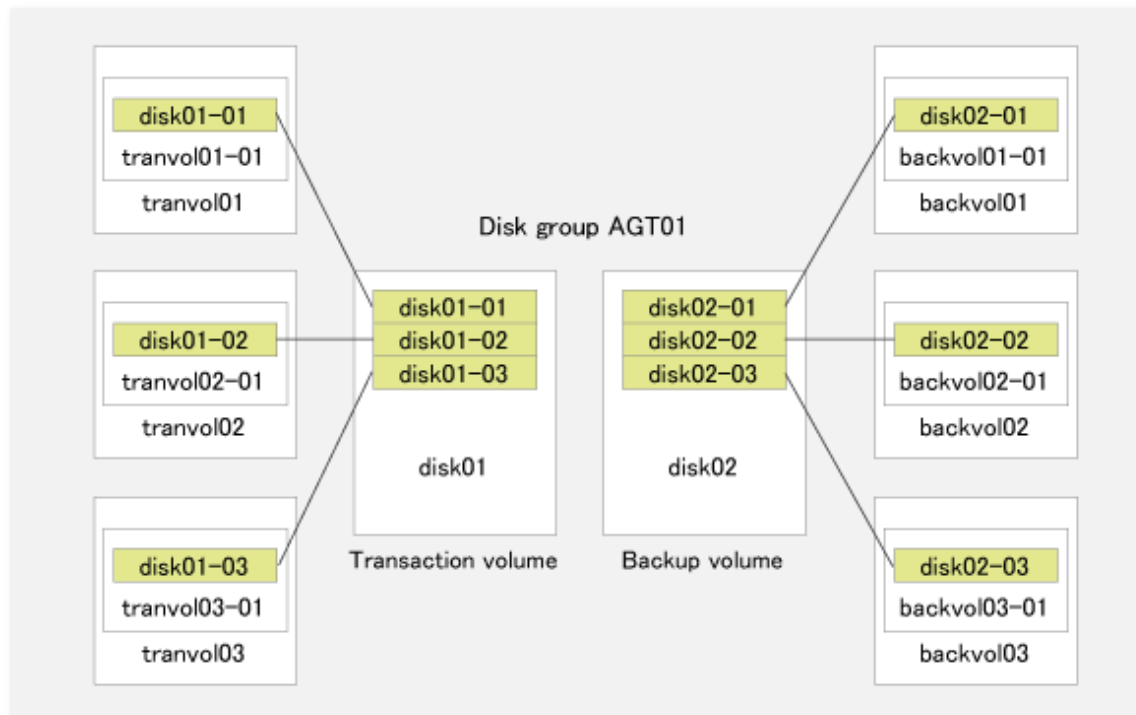 disk01-01
tranvol01-01
tranvol01
disk01-02
tranvol02-01
tranvol02
disk01-03
tranvol03-01
tranvol03
Disk group AGT01
disk01-01
disk01-02
disk01-03
disk01
Transaction volume
disk02-01
disk02-02
disk02-03
disk02
Backup volume
disk02-01
backvol01-01
backvol01
disk02-02
backvol02-01
backvol02
disk02-03
backvol03-01
backvol03